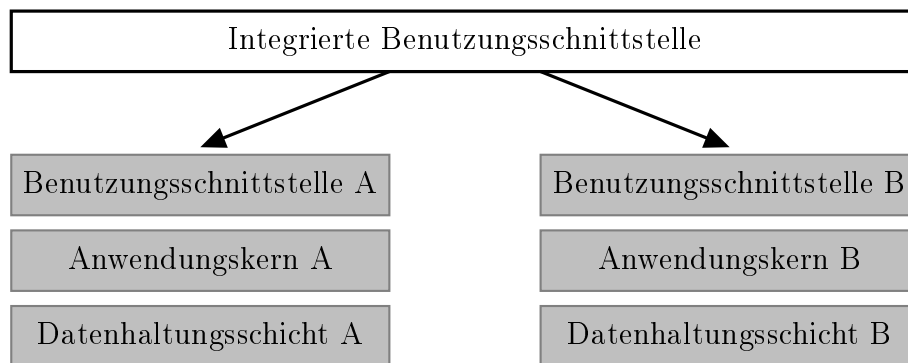 Integrierte Benutzungsschnittstelle
Benutzungsschnittstelle A
Benutzungsschnittstelle B
Anwendungskern A
Anwendungskern B
Datenhaltungsschicht A
Datenhaltungsschicht B